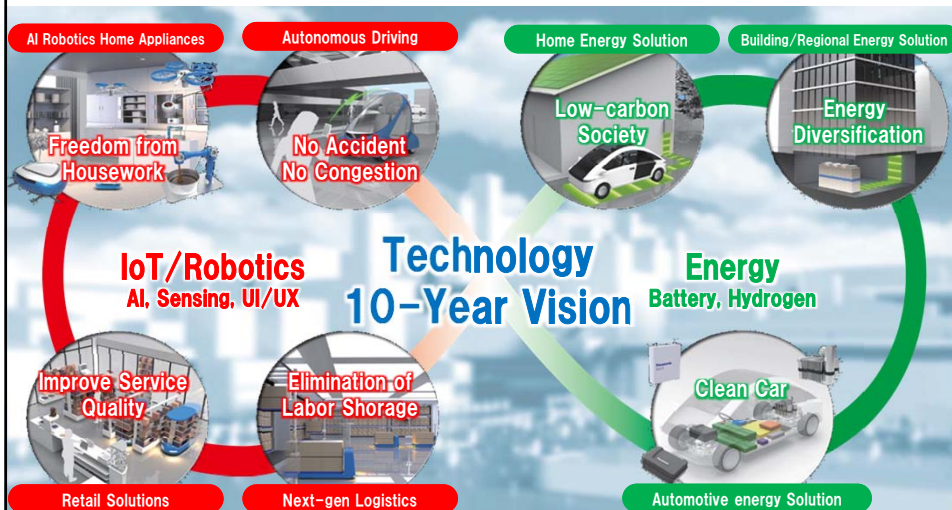 AI Robotics Home Appliances
Autonomous Driving
Home Energy Solution
Building/Regional Energy Solution
Freedom from
Housework
No Accident
No Congestion
Low-carbon
Society
Energy
Diversification
IoT/Robotics
AI, Sensing, UI/UX
Technology
10-Year Vision
Energy
Battery, Hydrogen
Improve Service
Quality
Elimination of
Labor Shorage
Clean Car
Retail Solutions
Next-gen Logistics
Automotive energy Solution